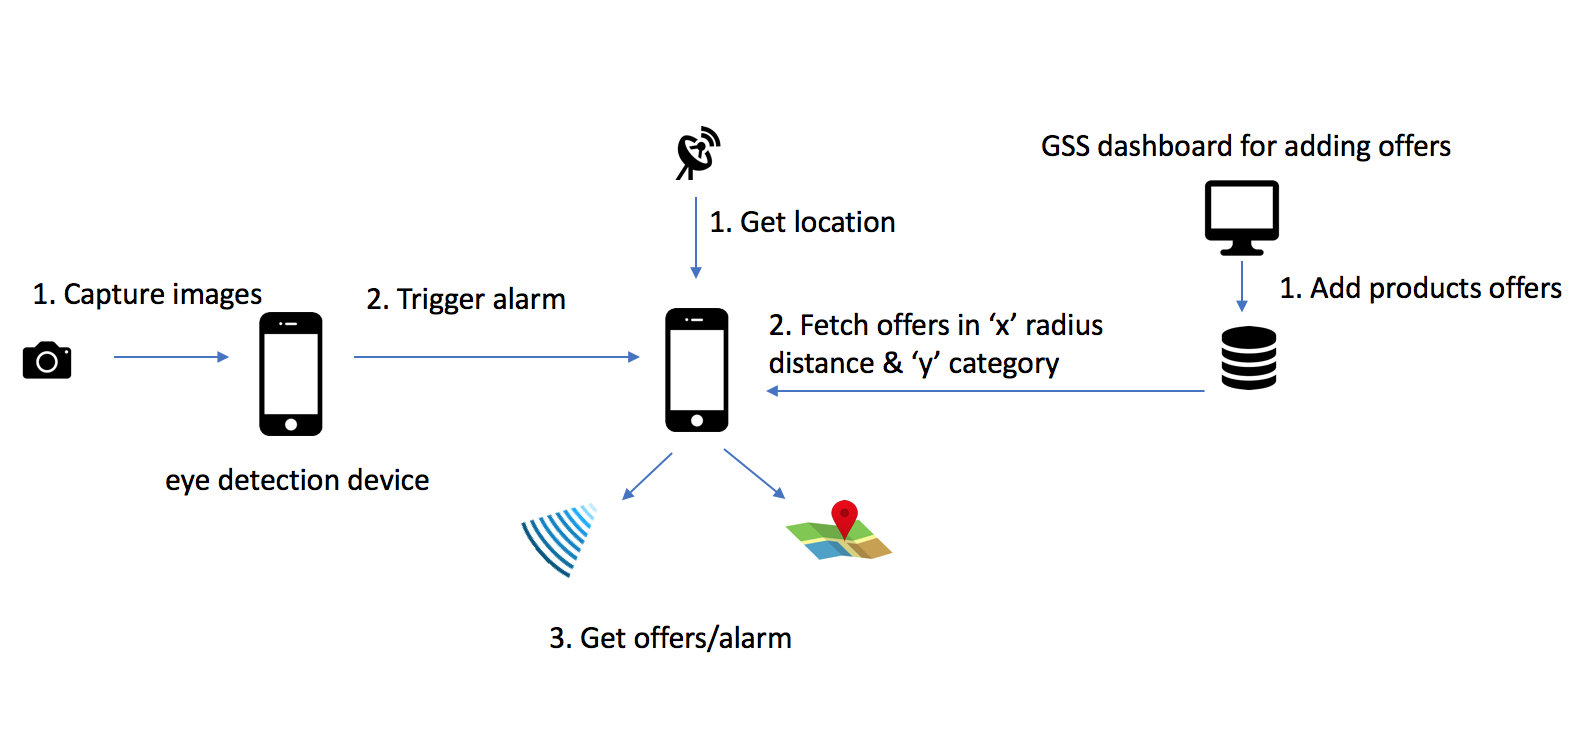 GSS dashboard for adding offers
1. Get location
1. Capture images
2. Trigger alarm
1. Add products offers
2. Fetch offers in ‘x’ radius
distance & ‘y’ category
eye detection device
3. Get offers/alarm